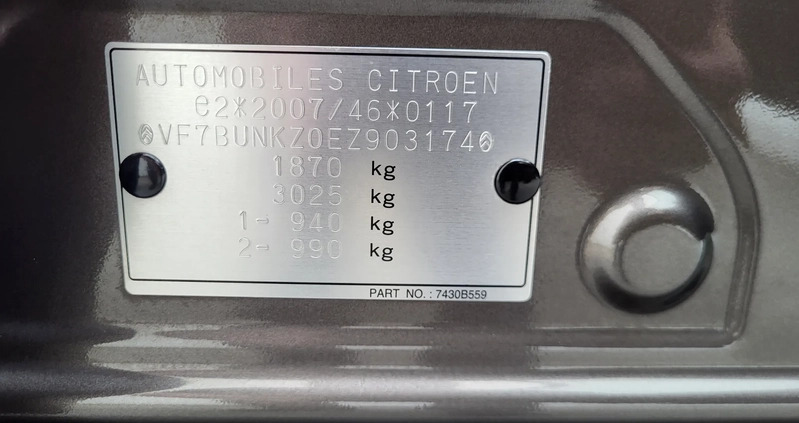 AUTOMOBILES CITROEN
e2*2007/46*0117
VF7BUNKZ0EZ903174
1870 kg
3025 kg
1- 940 kg
2- 990 kg
PART NO.: 7430B559